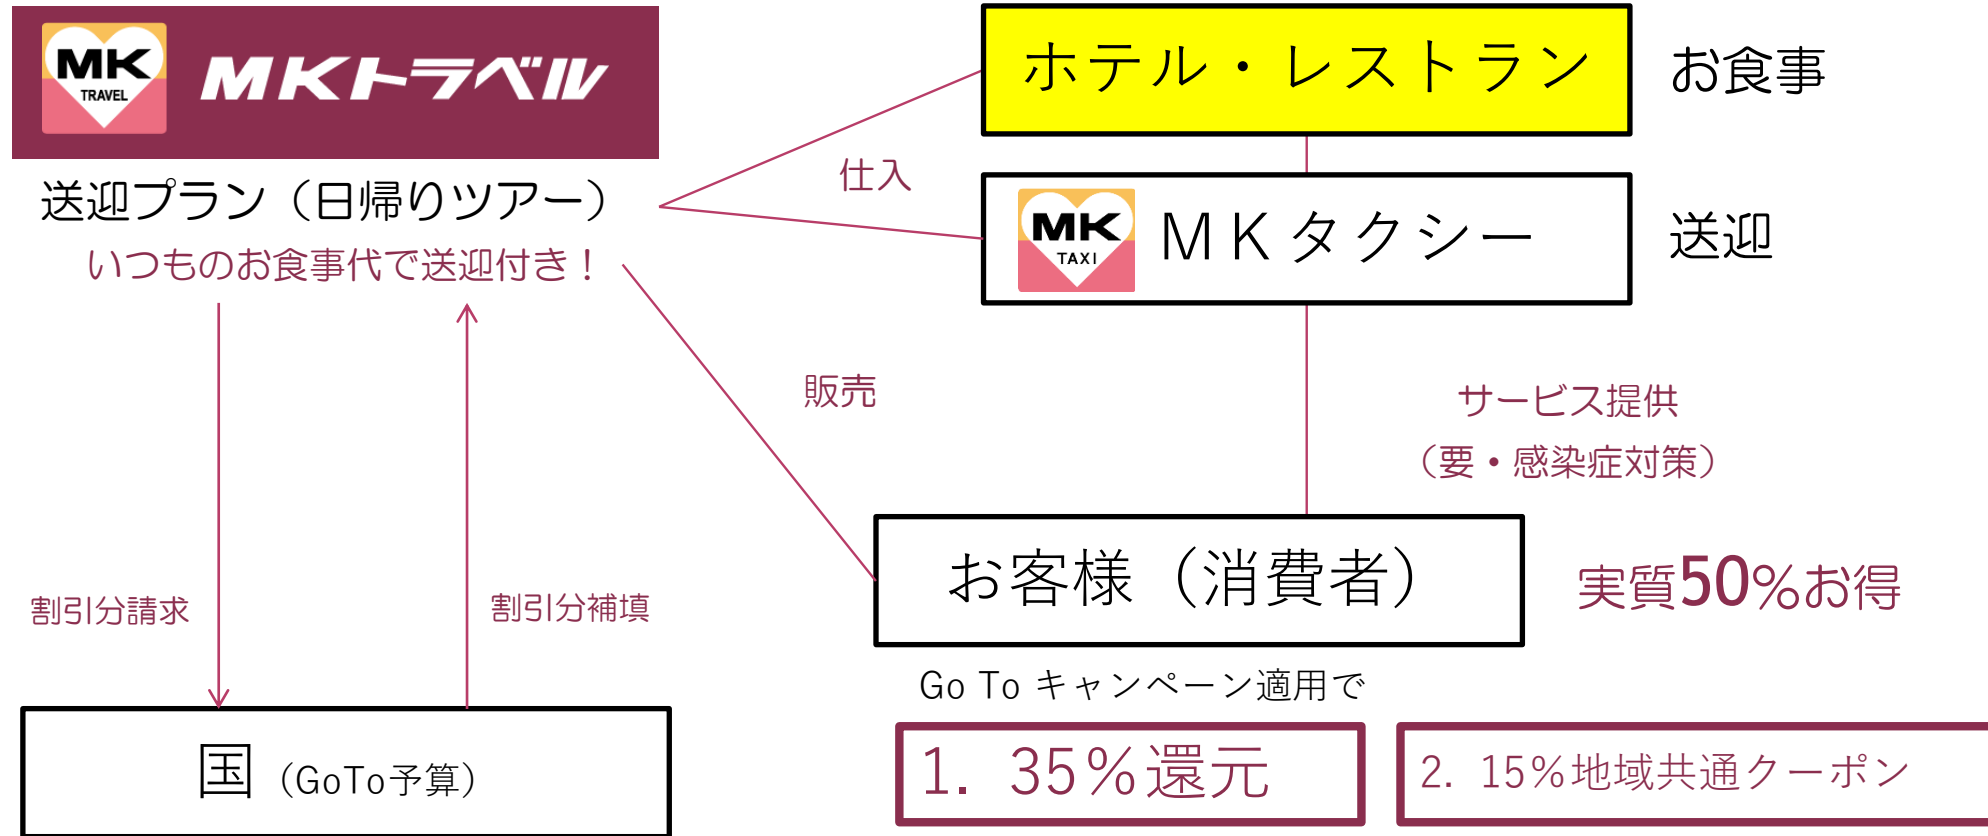 MK
TRAVEL
MKトラベル
送迎プラン（日帰りツアー）
いつものお食事代で送迎付き！
仕入
ホテル・レストラン
お食事
MK
TAXI
ＭＫタクシー
送迎
販売
サービス提供
（要・感染症対策）
割引分請求
割引分補填
お客様（消費者）
実質50％お得
国（GoTo予算）
Go To キャンペーン適用で
1. 35％還元
2. 15％地域共通クーポン